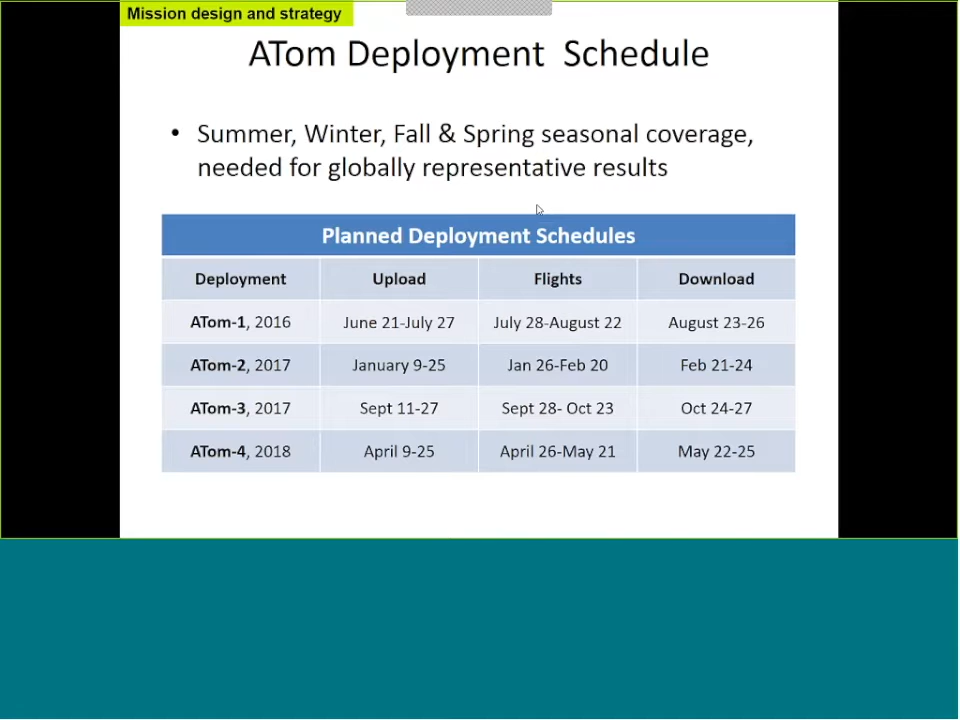 Mission design and strategy
ATom Deployment Schedule
• Summer, Winter, Fall & Spring seasonal coverage,
needed for globally representative results
Planned Deployment Schedules
Deployment Upload Flights Download
ATom-1, 2016 June 21-July 27 July 28-August 22 August 23-26
ATom-2, 2017 January 9-25 Jan 26-Feb 20 Feb 21-24
ATom-3, 2017 Sept 11-27 Sept 28- Oct 23 Oct 24-27
ATom-4, 2018 April 9-25 April 26-May 21 May 22-25